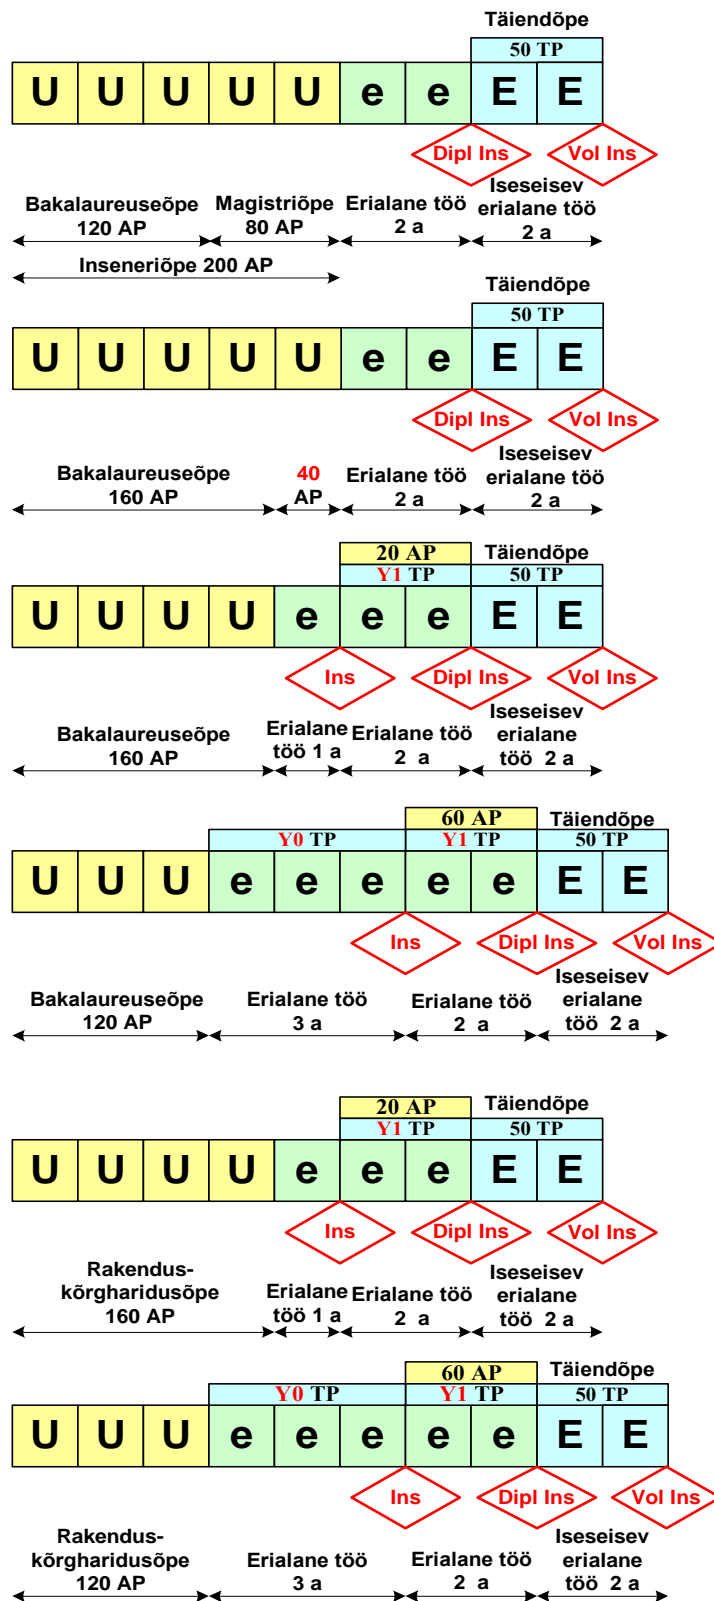 Täiendõpe
50 TP
U U U U U e e E E
Dipl Ins Vol Ins
Bakalaureuseõpe
120 AP
Magistriõpe
80 AP
Erialane töö
2 a
Iseseisev
erialane töö
2 a
Inseneriõpe 200 AP
Täiendõpe
50 TP
U U U U U e e E E
Dipl Ins Vol Ins
Bakalaureuseõpe
160 AP
40
AP
Erialane töö
2 a
Iseseisev
erialane töö
2 a
20 AP Täiendõpe
Y1 TP 50 TP
U U U U e e e E E
Ins Dipl Ins Vol Ins
Bakalaureuseõpe
160 AP
Erialane
töö 1 a
Erialane töö
2 a
Iseseisev
erialane
töö 2 a
60 AP Täiendõpe
Y0 TP Y1 TP 50 TP
U U U e e e e e E E
Ins Dipl Ins Vol Ins
Bakalaureuseõpe
120 AP
Erialane töö
3 a
Erialane töö
2 a
Iseseisev
erialane
töö 2 a
20 AP Täiendõpe
Y1 TP 50 TP
U U U U e e e E E
Ins Dipl Ins Vol Ins
Rakendus-
kõrgharidusõpe
160 AP
Erialane
töö 1 a
Erialane töö
2 a
Iseseisev
erialane
töö 2 a
60 AP Täiendõpe
Y0 TP Y1 TP 50 TP
U U U e e e e e E E
Ins Dipl Ins Vol Ins
Rakendus-
kõrgharidusõpe
120 AP
Erialane töö
3 a
Erialane töö
2 a
Iseseisev
erialane
töö 2 a